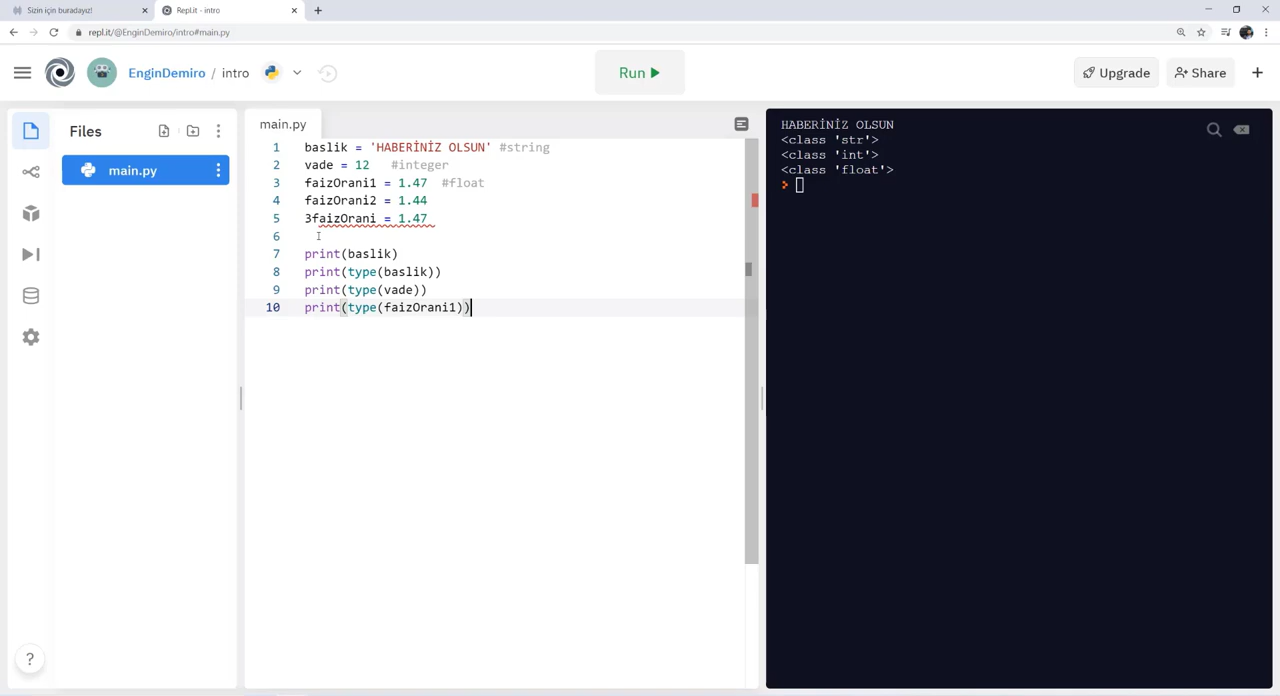 Sizin için buradayız!
Repl.it - intro
repl.it/@EnginDemiro/intro#main.py
EnginDemiro / intro
Run
Upgrade
Share
Files
main.py
main.py
1 baslik = 'HABERİNİZ OLSUN' #string
2 vade = 12 #integer
3 faizOrani1 = 1.47 #float
4 faizOrani2 = 1.44
5 3faizOrani = 1.47
6
7 print(baslik)
8 print(type(baslik))
9 print(type(vade))
10 print(type(faizOrani1))
HABERİNİZ OLSUN
<class 'str'>
<class 'int'>
<class 'float'>
?